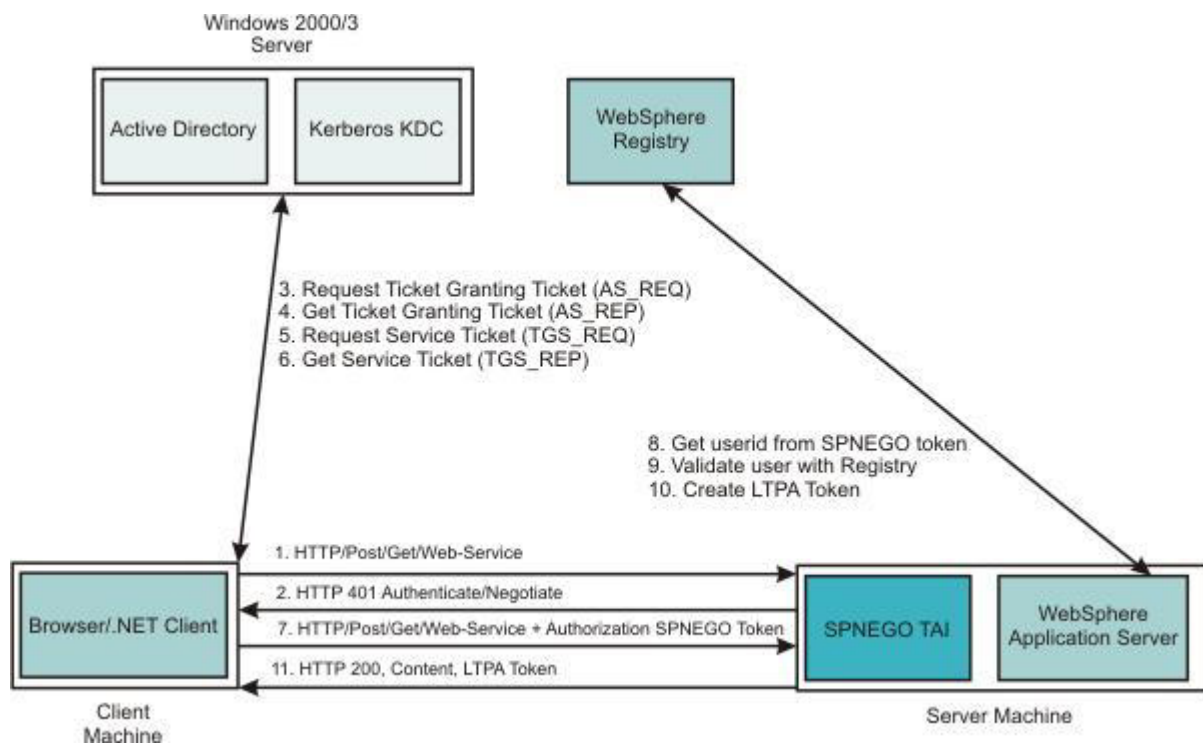 Windows 2000/3
Server
Active Directory
Kerberos KDC
WebSphere
Registry
3. Request Ticket Granting Ticket (AS_REQ)
4. Get Ticket Granting Ticket (AS_REP)
5. Request Service Ticket (TGS_REQ)
6. Get Service Ticket (TGS_REP)
8. Get userid from SPNEGO token
9. Validate user with Registry
10. Create LTPA Token
1. HTTP/Post/Get/Web-Service
2. HTTP 401 Authenticate/Negotiate
7. HTTP/Post/Get/Web-Service + Authorization SPNEGO Token
11. HTTP 200, Content, LTPA Token
Browser/.NET Client
SPNEGO TAI
WebSphere
Application Server
Client
Machine
Server Machine